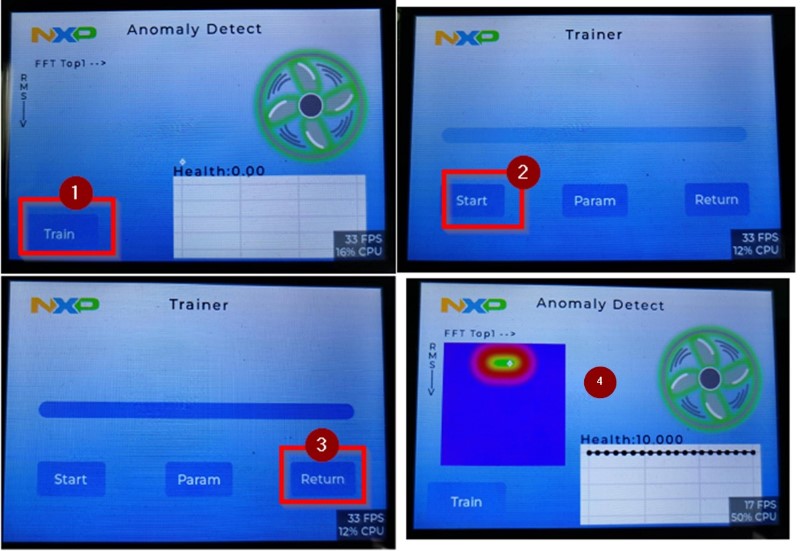 NXP
Anomaly Detect
FFT Top1 -->
RMS
V
Health:0.00
1
Train
33 FPS
16% CPU
NXP
Trainer
2
Start
Param
Return
33 FPS
12% CPU
NXP
Trainer
3
Start
Param
Return
33 FPS
12% CPU
NXP
Anomaly Detect
FFT Top1 -->
RMS
V
4
Health:10.000
Train
17 FPS
50% CPU